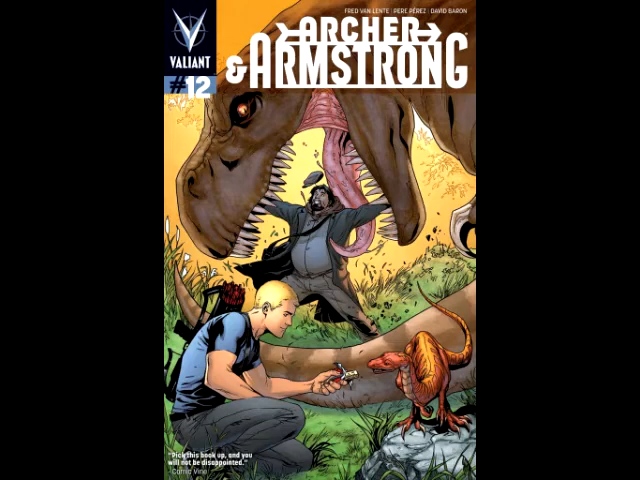 FRED VAN LENTE | PERE PÉREZ | DAVID BARON
ARCHER
& ARMSTRONG
VALIANT
#12
"Pick this book up, and you
will not be disappointed."
- Comic Vine